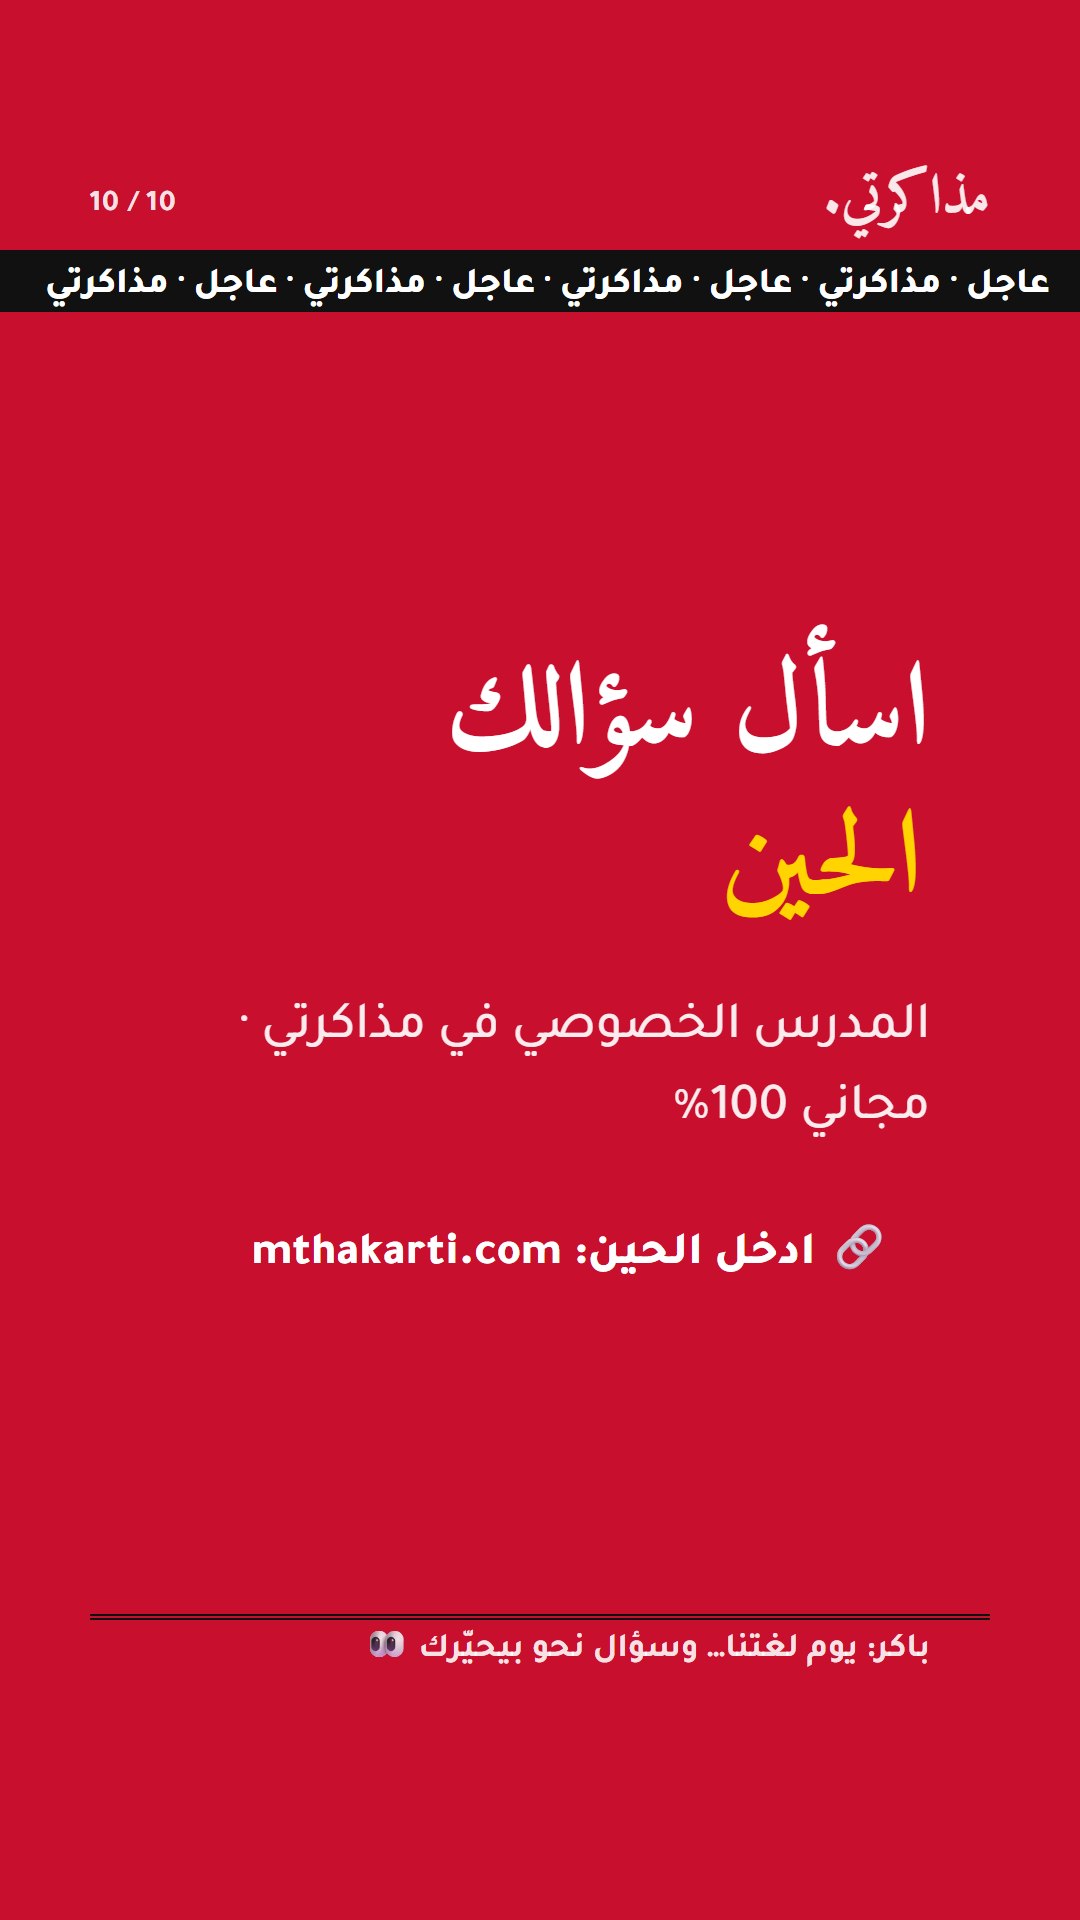 مذاكرتي.
10 / 10
عاجل · مذاكرتي · عاجل · مذاكرتي · عاجل · مذاكرتي · عاجل · مذاكرتي
اسأل سؤالك
الحين
المدرس الخصوصي في مذاكرتي ·
مجاني 100%
🔗 ادخل الحين: mthakarti.com
باكر: يوم لغتنا... وسؤال نحو بيحيّرك 👀